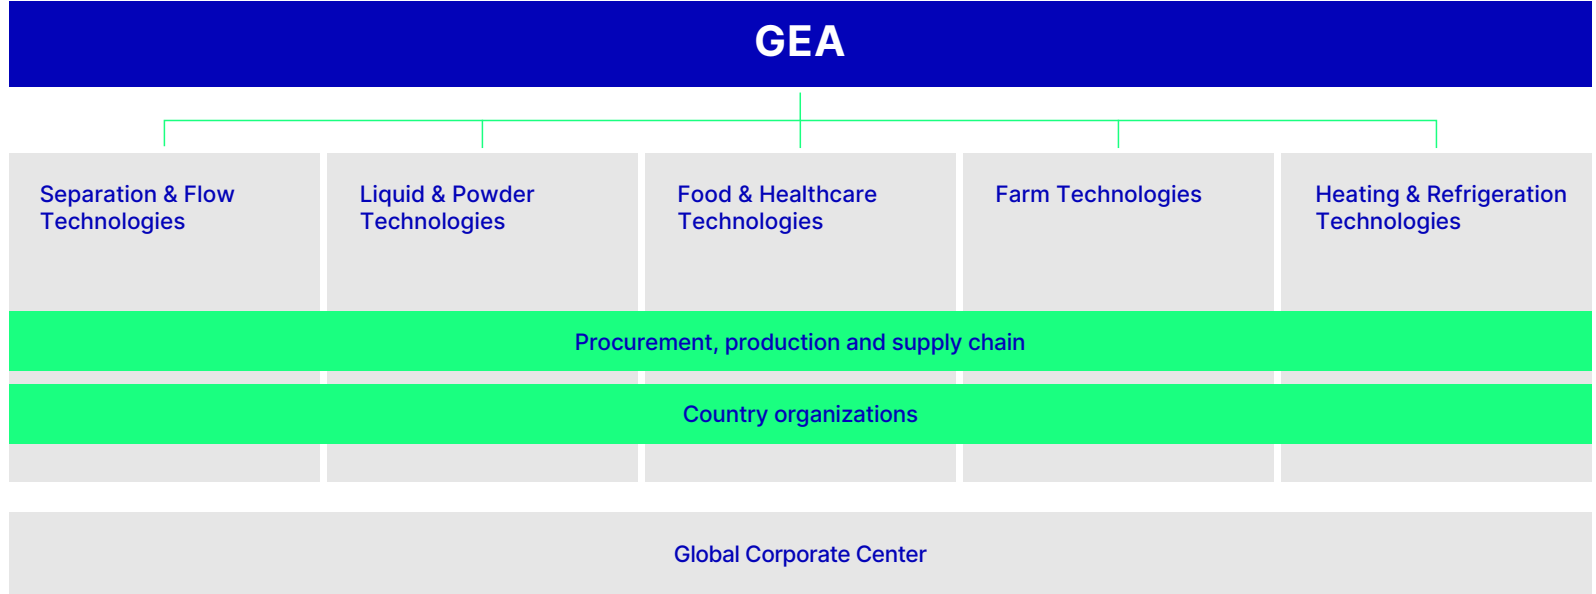 GEA
Separation & Flow
Technologies
Liquid & Powder
Technologies
Food & Healthcare
Technologies
Farm Technologies
Heating & Refrigeration
Technologies
Procurement, production and supply chain
Country organizations
Global Corporate Center